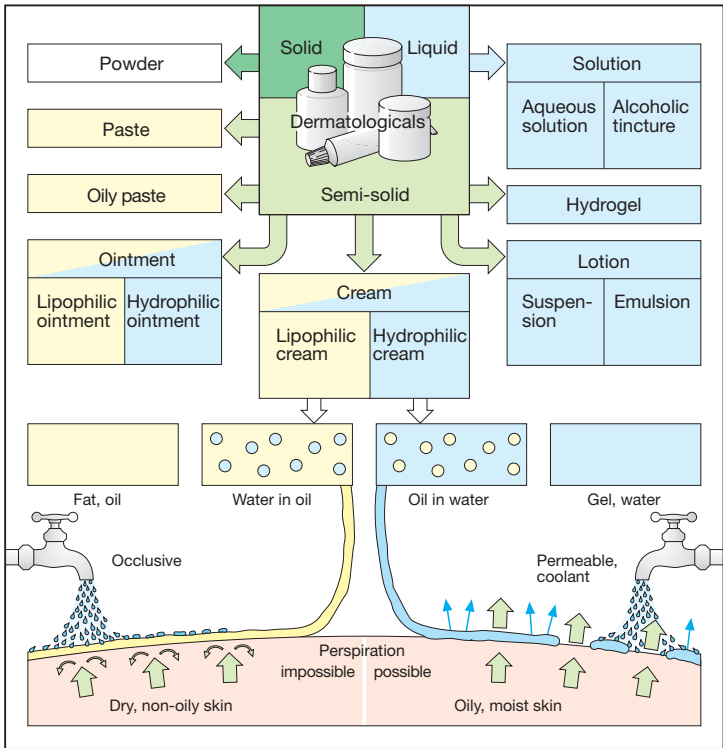 Solid
Liquid
Powder
Solution
Aqueous
solution
Alcoholic
tincture
Paste
Dermatologicals
Oily paste
Semi-solid
Hydrogel
Ointment
Lipophilic
ointment
Hydrophilic
ointment
Cream
Lipophilic
cream
Hydrophilic
cream
Lotion
Suspen-
sion
Emulsion
Fat, oil
Water in oil
Oil in water
Gel, water
Occlusive
Permeable,
coolant
Perspiration
impossible
possible
Dry, non-oily skin
Oily, moist skin